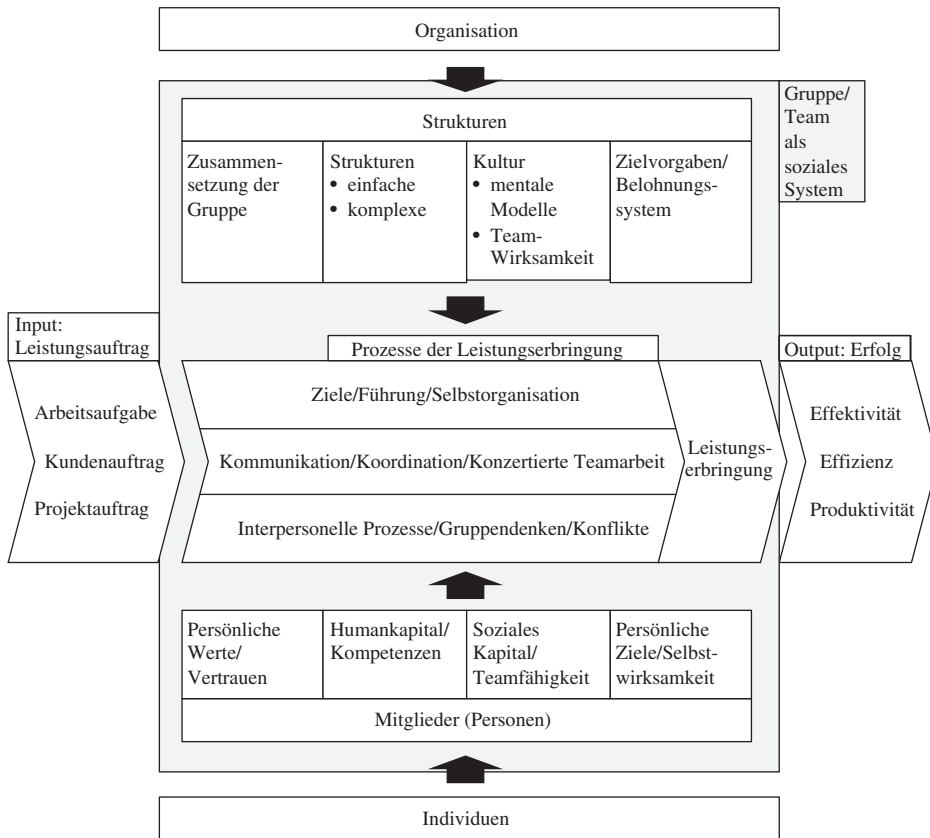 Organisation
Gruppe/
Team
als
soziales
System
Strukturen
Zusammen-
setzung der
Gruppe
Strukturen
• einfache
• komplexe
Kultur
• mentale
Modelle
• Team-
Wirksamkeit
Zielvorgaben/
Belohnungs-
system
Input:
Leistungsauftrag
Prozesse der Leistungserbringung
Output: Erfolg
Arbeitsaufgabe
Kundenauftrag
Projektauftrag
Ziele/Führung/Selbstorganisation
Kommunikation/Koordination/Konzertierte Teamarbeit
Interpersonelle Prozesse/Gruppendenken/Konflikte
Leistungs-
erbringung
Effektivität
Effizienz
Produktivität
Persönliche
Werte/
Vertrauen
Humankapital/
Kompetenzen
Soziales
Kapital/
Teamfähigkeit
Persönliche
Ziele/Selbst-
wirksamkeit
Mitglieder (Personen)
Individuen